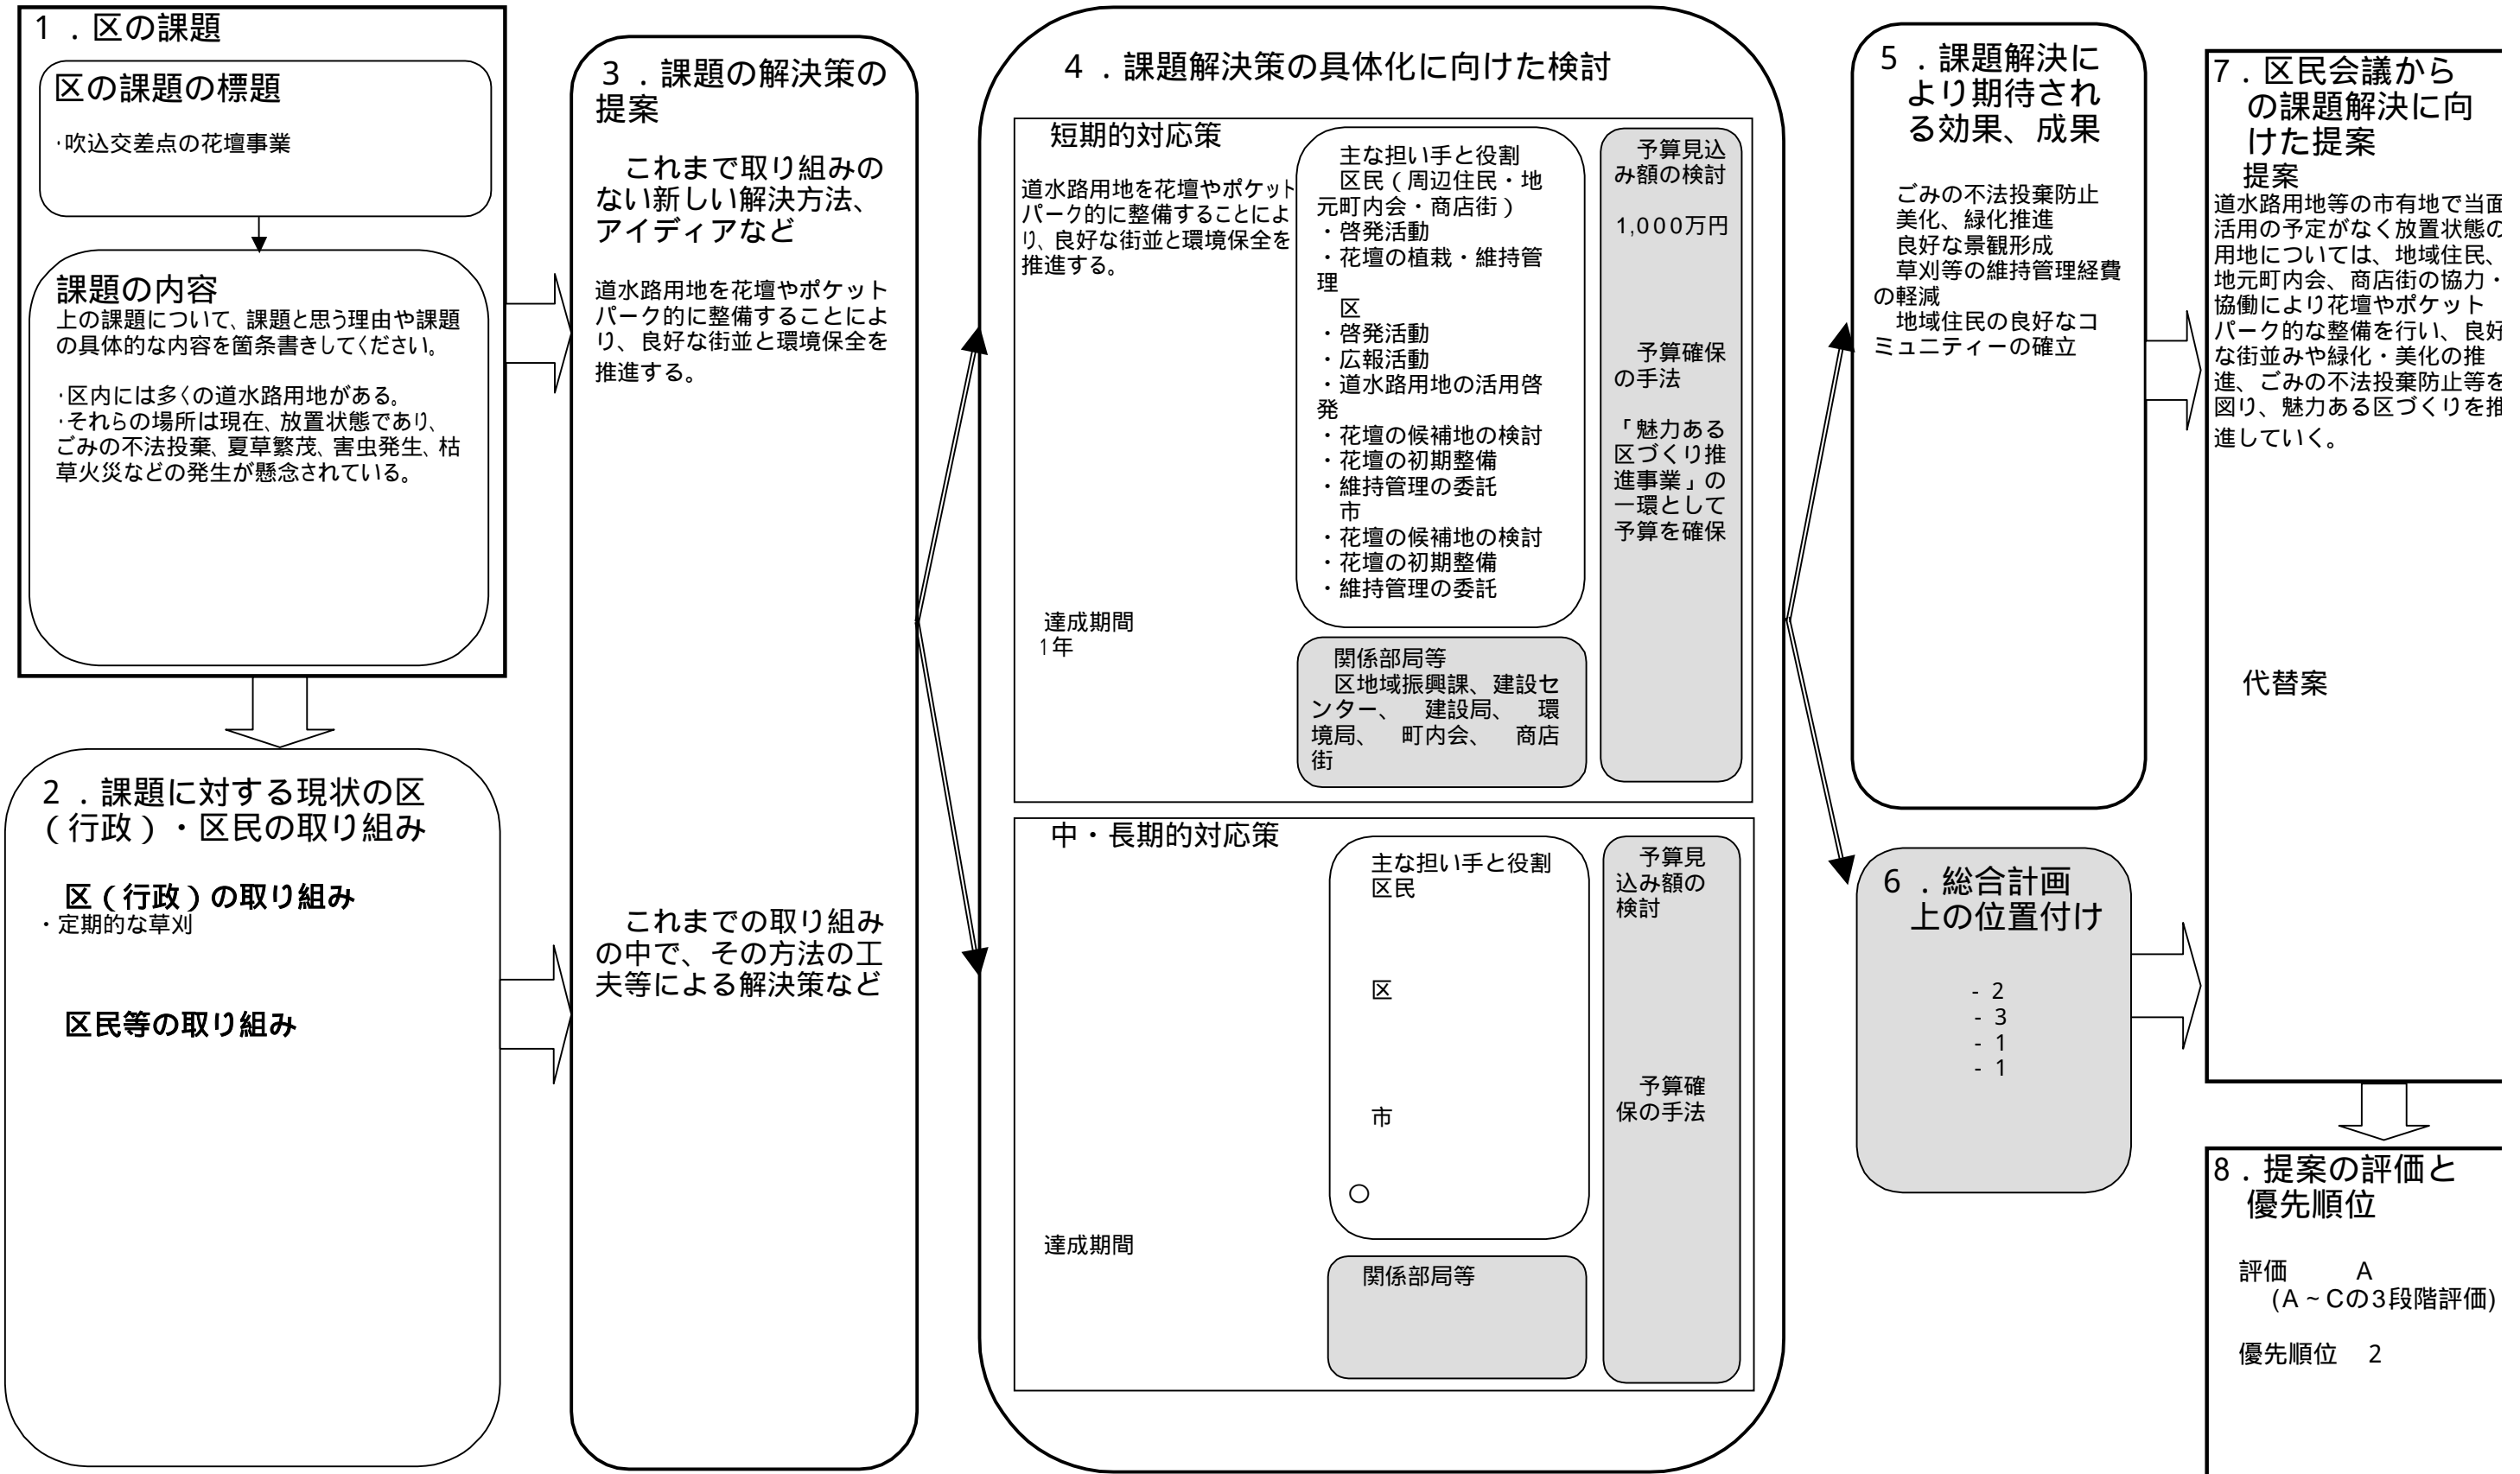 1．区の課題
区の課題の標題
・吹込交差点の花壇事業
課題の内容
上の課題について、課題と思う理由や課題
の具体的な内容を箇条書きしてください。
・区内には多くの道水路用地がある。
・それらの場所は現在、放置状態であり、
ごみの不法投棄、夏草繁茂、害虫発生、枯
草火災などの発生が懸念されている。
2．課題に対する現状の区
（行政）・区民の取り組み
区（行政）の取り組み
・定期的な草刈
区民等の取り組み
3．課題の解決策の
提案
これまで取り組みの
ない新しい解決方法、
アイディアなど
道水路用地を花壇やポケット
パーク的に整備することによ
り、良好な街並と環境保全を
推進する。
これまでの取り組み
の中で、その方法の工
夫等による解決策など
4．課題解決策の具体化に向けた検討
短期的対応策
道水路用地を花壇やポケット
パーク的に整備することによ
り、良好な街並と環境保全を
推進する。
達成期間
1年
主な担い手と役割
区民（周辺住民・地
元町内会・商店街）
・啓発活動
・花壇の植栽・維持管
理
区
・啓発活動
・広報活動
・道水路用地の活用啓
発
・花壇の候補地の検討
・花壇の初期整備
・維持管理の委託
市
・花壇の候補地の検討
・花壇の初期整備
・維持管理の委託
関係部局等
区地域振興課、建設セ
ンター、　建設局、　環
境局、　町内会、　商店
街
予算見込
み額の検討
1,000万円
予算確保
の手法
「魅力ある
区づくり推
進事業」の
一環として
予算を確保
中・長期的対応策
達成期間
主な担い手と役割
区民
区
市
○
関係部局等
予算見
込み額の
検討
予算確
保の手法
5．課題解決に
より期待され
る効果、成果
ごみの不法投棄防止
美化、緑化推進
良好な景観形成
草刈等の維持管理経費
の軽減
地域住民の良好なコ
ミュニティーの確立
6．総合計画
上の位置付け
- 2
- 3
- 1
- 1
7．区民会議から
の課題解決に向
けた提案
提案
道水路用地等の市有地で当面
活用の予定がなく放置状態の
用地については、地域住民、
地元町内会、商店街の協力・
協働により花壇やポケット
パーク的な整備を行い、良好
な街並みや緑化・美化の推
進、ごみの不法投棄防止等を
図り、魅力ある区づくりを推
進していく。
代替案
8．提案の評価と
優先順位
評価　　A
(A～Cの3段階評価)
優先順位　2